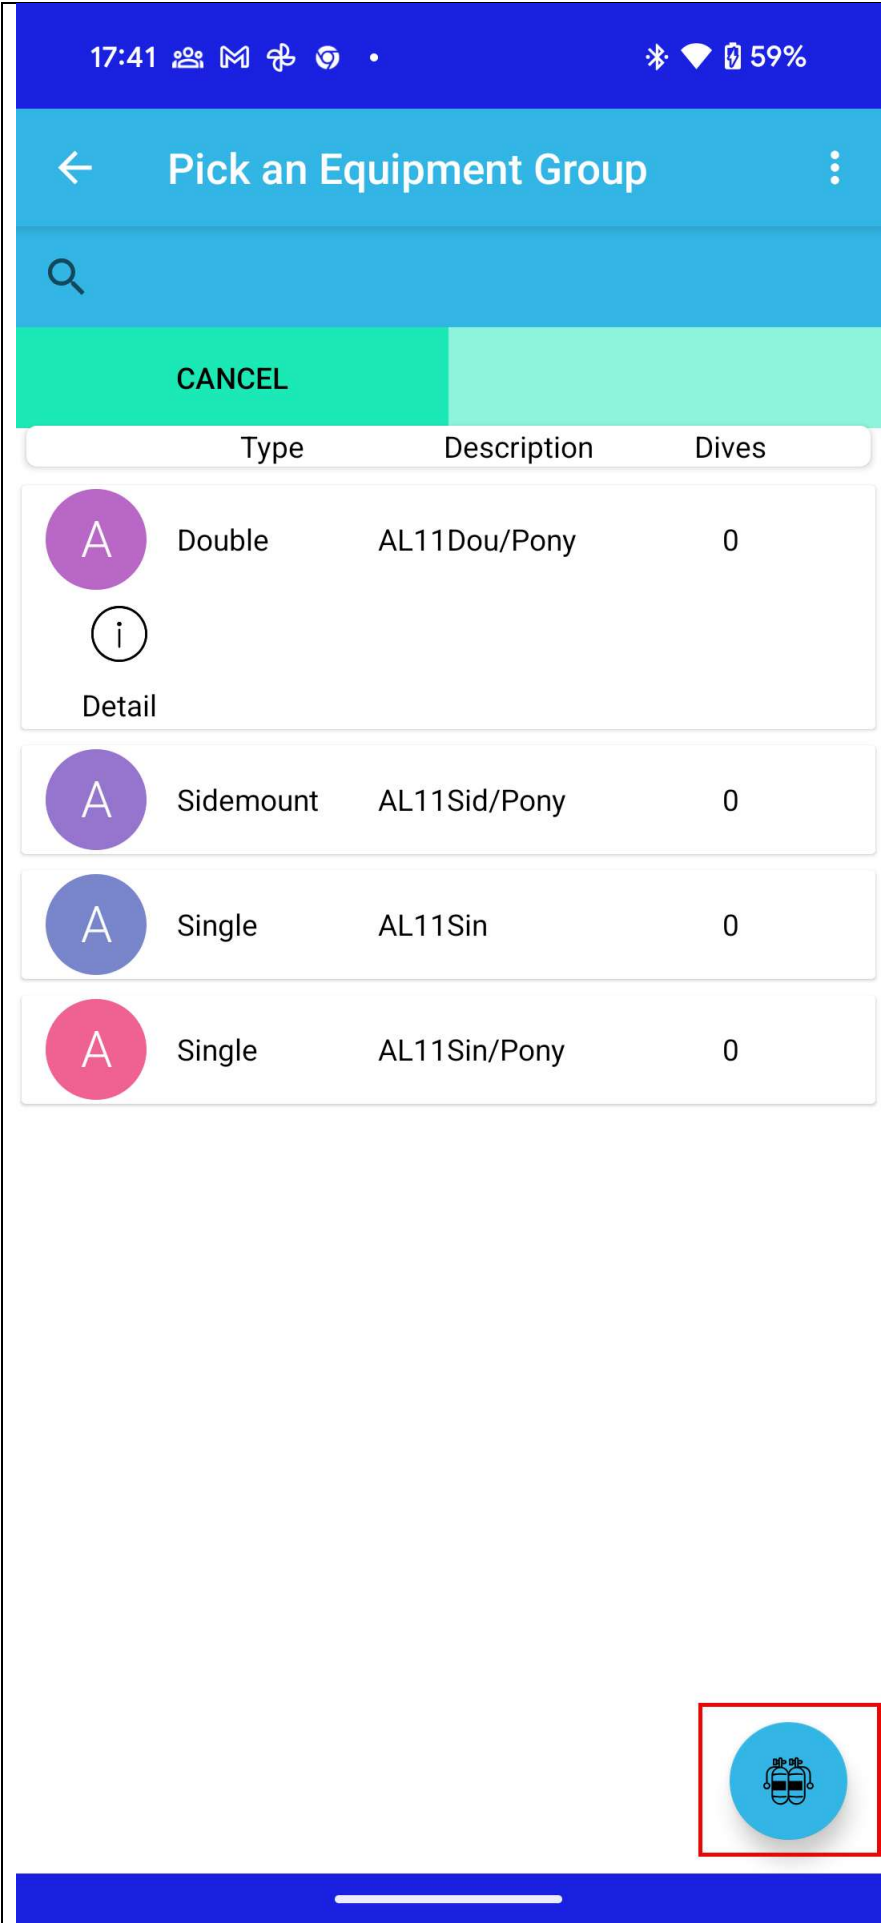 17:41 59%
Pick an Equipment Group
CANCEL
Type Description Dives
A Double AL11Dou/Pony 0
i
Detail
A Sidemount AL11Sid/Pony 0
A Single AL11Sin 0
A Single AL11Sin/Pony 0